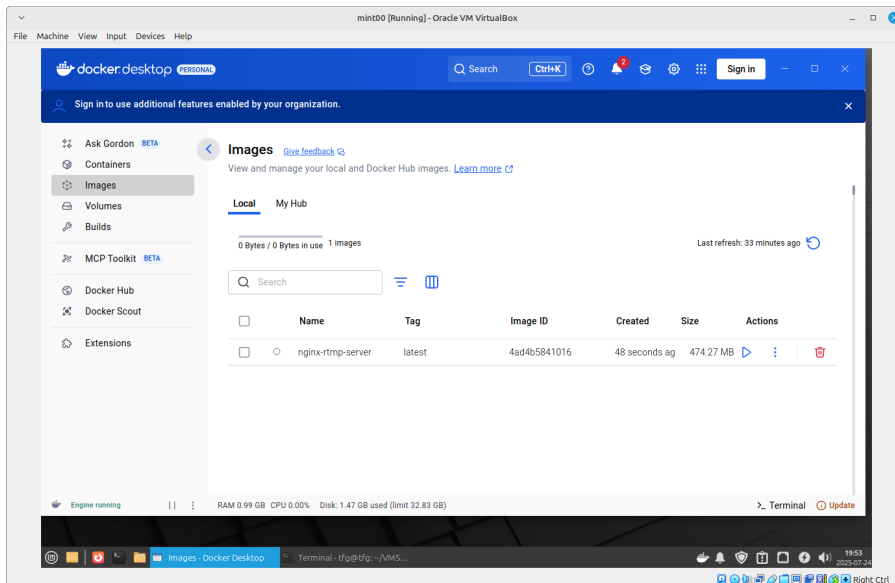 mint00 [Running] - Oracle VM VirtualBox
File Machine View Input Devices Help
docker.desktop PERSONAL
Search Ctrl+K 2 Sign in
Sign in to use additional features enabled by your organization.
Ask Gordon BETA
Containers
Images
Volumes
Builds
MCP Toolkit BETA
Docker Hub
Docker Scout
Extensions
Images Give feedback
View and manage your local and Docker Hub images. Learn more
Local My Hub
0 Bytes / 0 Bytes in use 1 images Last refresh: 33 minutes ago
Search
Name Tag Image ID Created Size Actions
nginx-rtmp-server latest 4ad4b5841016 48 seconds ag 474.27 MB
Engine running RAM 0.99 GB CPU 0.00% Disk: 1.47 GB used (limit 32.83 GB) Terminal Update
Images - Docker Desktop Terminal - tfg@tfg: ~/VMS... 19:53
2025-07-24
Right Ctrl